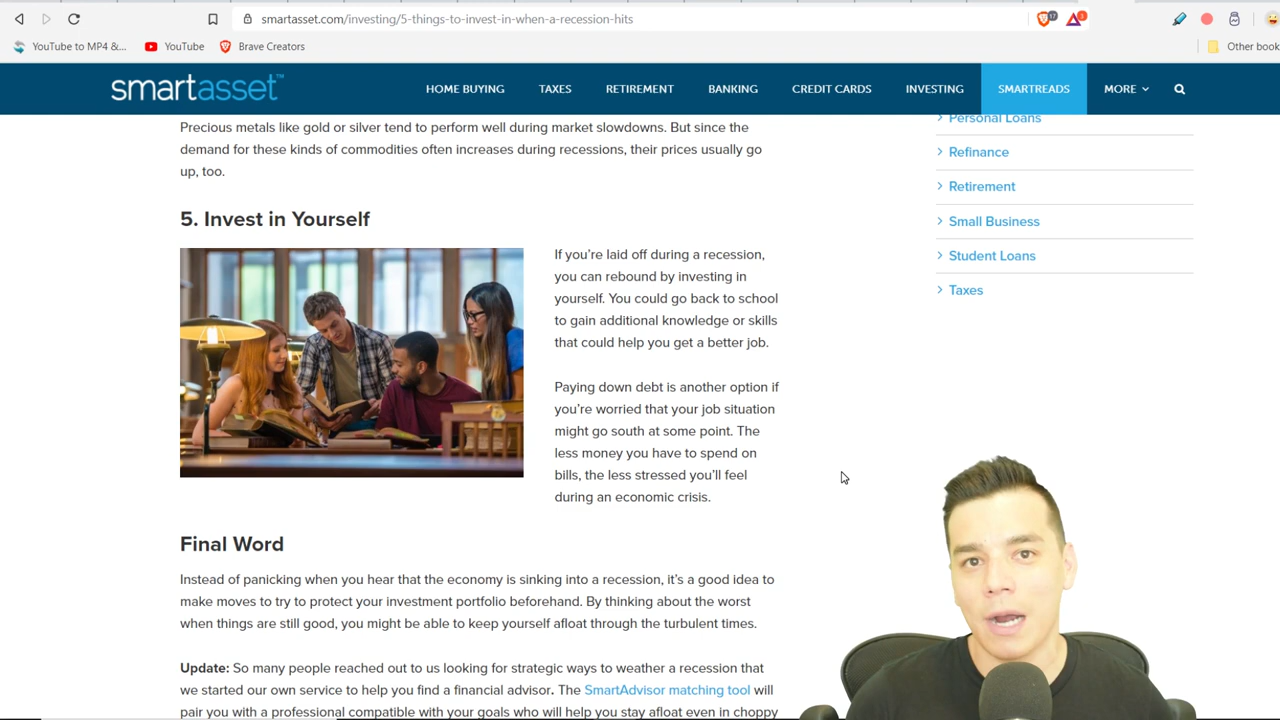 smartasset.com/investing/5-things-to-invest-in-when-a-recession-hits
17
3
YouTube to MP4 &...
YouTube
Brave Creators
Other book
smartasset™
HOME BUYING
TAXES
RETIREMENT
BANKING
CREDIT CARDS
INVESTING
SMARTREADS
MORE
Precious metals like gold or silver tend to perform well during market slowdowns. But since the
demand for these kinds of commodities often increases during recessions, their prices usually go
up, too.
5. Invest in Yourself
If you're laid off during a recession,
you can rebound by investing in
yourself. You could go back to school
to gain additional knowledge or skills
that could help you get a better job.
Paying down debt is another option if
you're worried that your job situation
might go south at some point. The
less money you have to spend on
bills, the less stressed you'll feel
during an economic crisis.
Final Word
Instead of panicking when you hear that the economy is sinking into a recession, it's a good idea to
make moves to try to protect your investment portfolio beforehand. By thinking about the worst
when things are still good, you might be able to keep yourself afloat through the turbulent times.
Update: So many people reached out to us looking for strategic ways to weather a recession that
we started our own service to help you find a financial advisor. The SmartAdvisor matching tool will
pair you with a professional compatible with your goals who will help you stay afloat even in choppy
Personal Loans
Refinance
Retirement
Small Business
Student Loans
Taxes